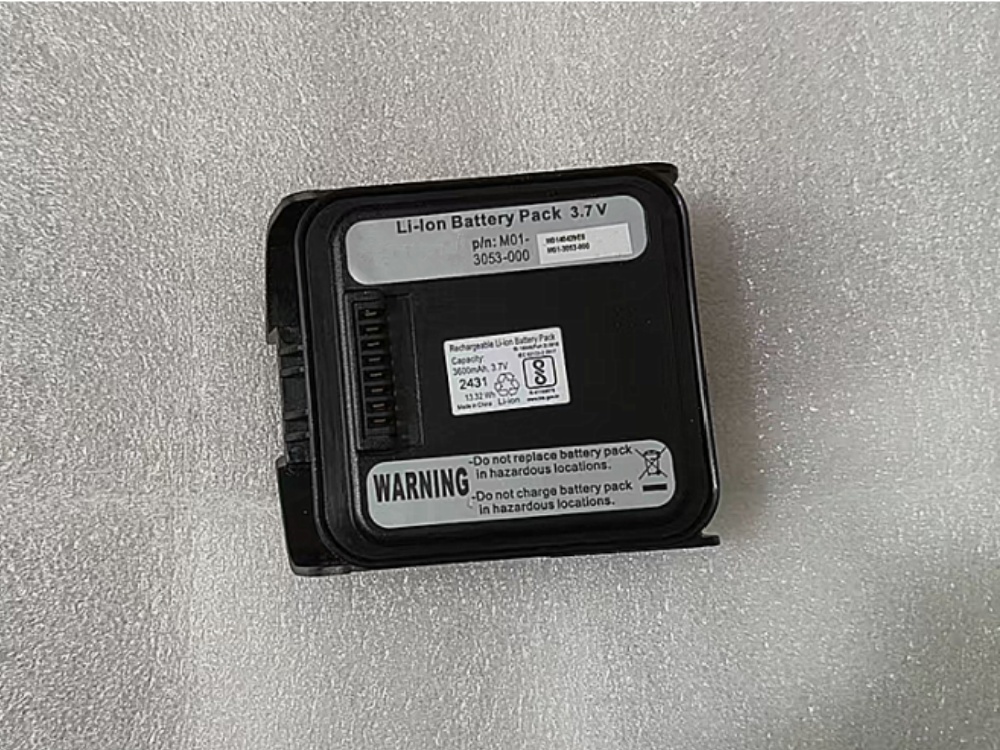 Li-Ion Battery Pack 3.7 V
p/n: M01-
3053-000
M01-3053-000
Rechargeable Li-ion Battery Pack
Capacity:
3600mAh, 3.7V
2431
13.32 Wh
Made in China
Li-ion
WARNING
-Do not replace battery pack
in hazardous locations.
-Do not charge battery pack
in hazardous locations.